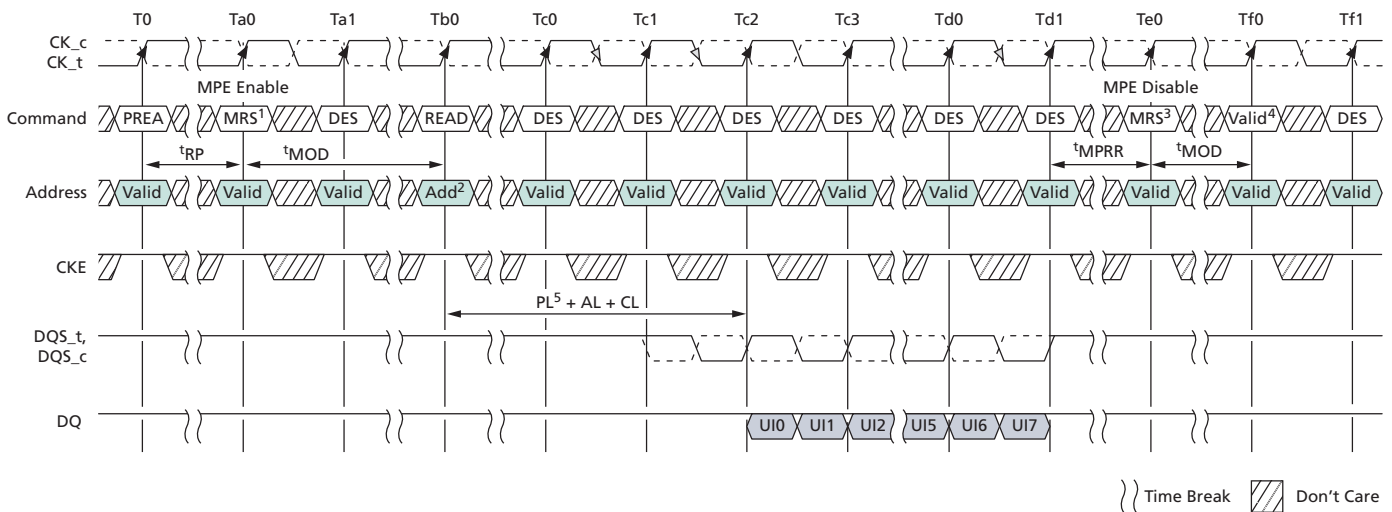 T0 Ta0 Ta1 Tb0 Tc0 Tc1 Tc2 Tc3 Td0 Td1 Te0 Tf0 Tf1
CK_c
CK_t
MPE Enable MPE Disable
Command PREA MRS1 DES READ DES DES DES DES DES DES MRS3 Valid4 DES
tRP tMOD tMPRR tMOD
Address Valid Valid Valid Add2 Valid Valid Valid Valid Valid Valid Valid Valid Valid
CKE
PL5 + AL + CL
DQS_t,
DQS_c
DQ UI0 UI1 UI2 UI5 UI6 UI7
Time Break Don't Care